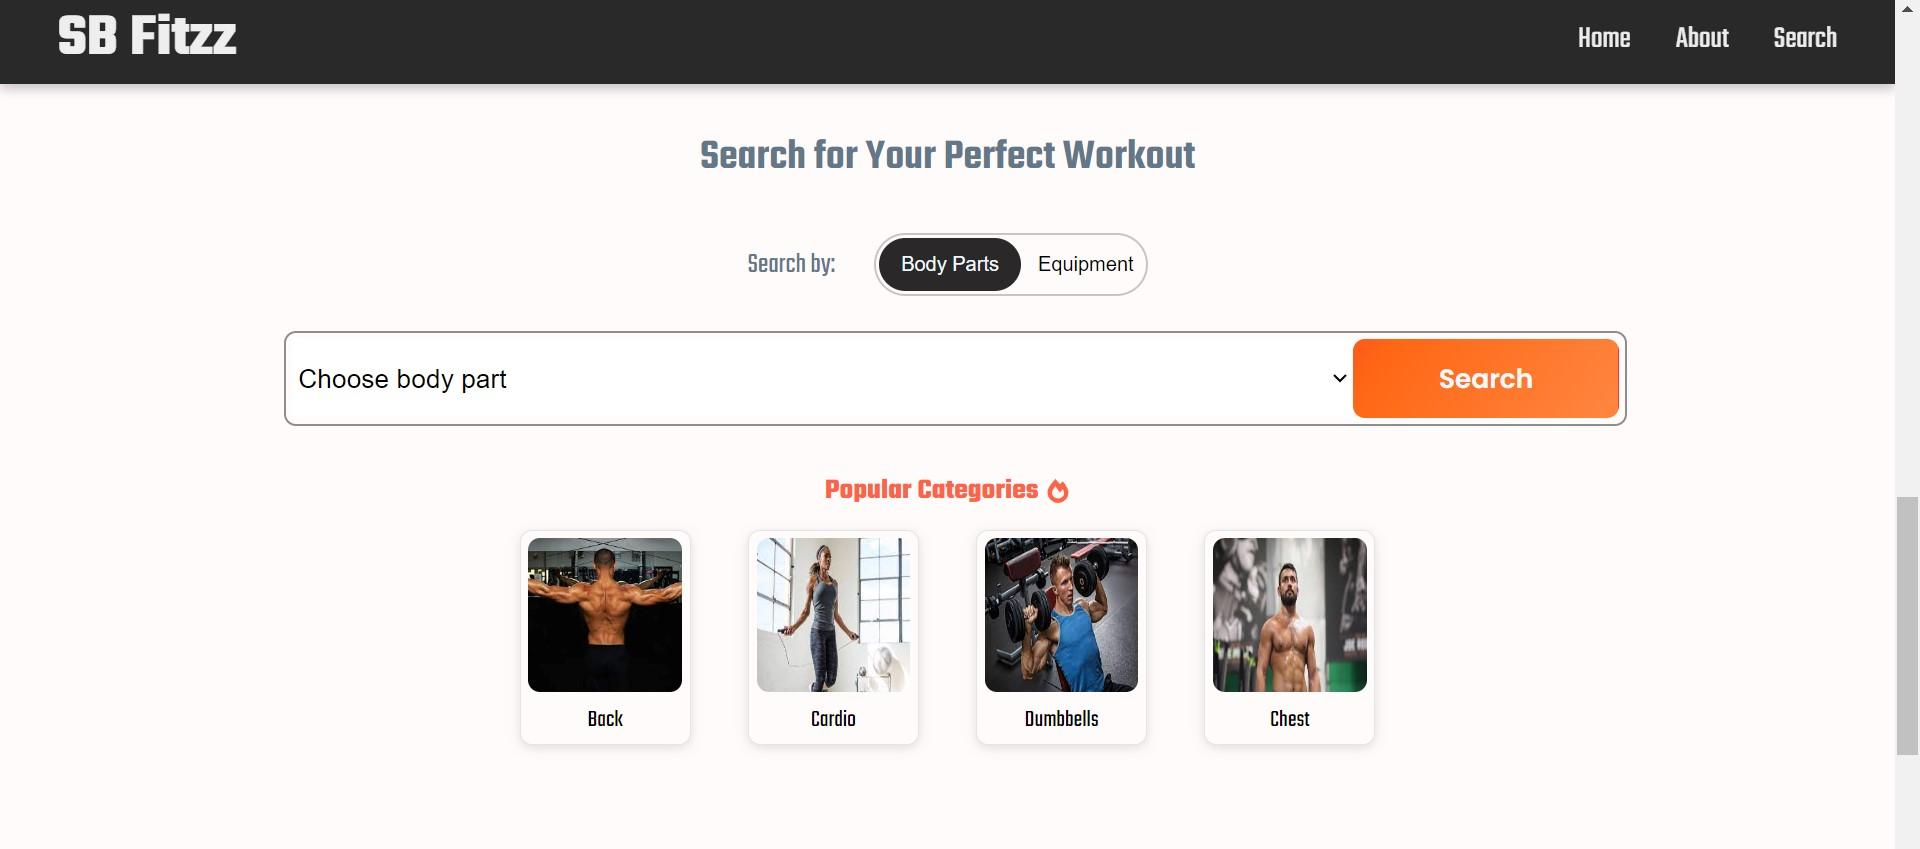 SB Fitzz
Home About Search
Search for Your Perfect Workout
Search by: Body Parts Equipment
Choose body part Search
Popular Categories
Back Cardio Dumbbells Chest